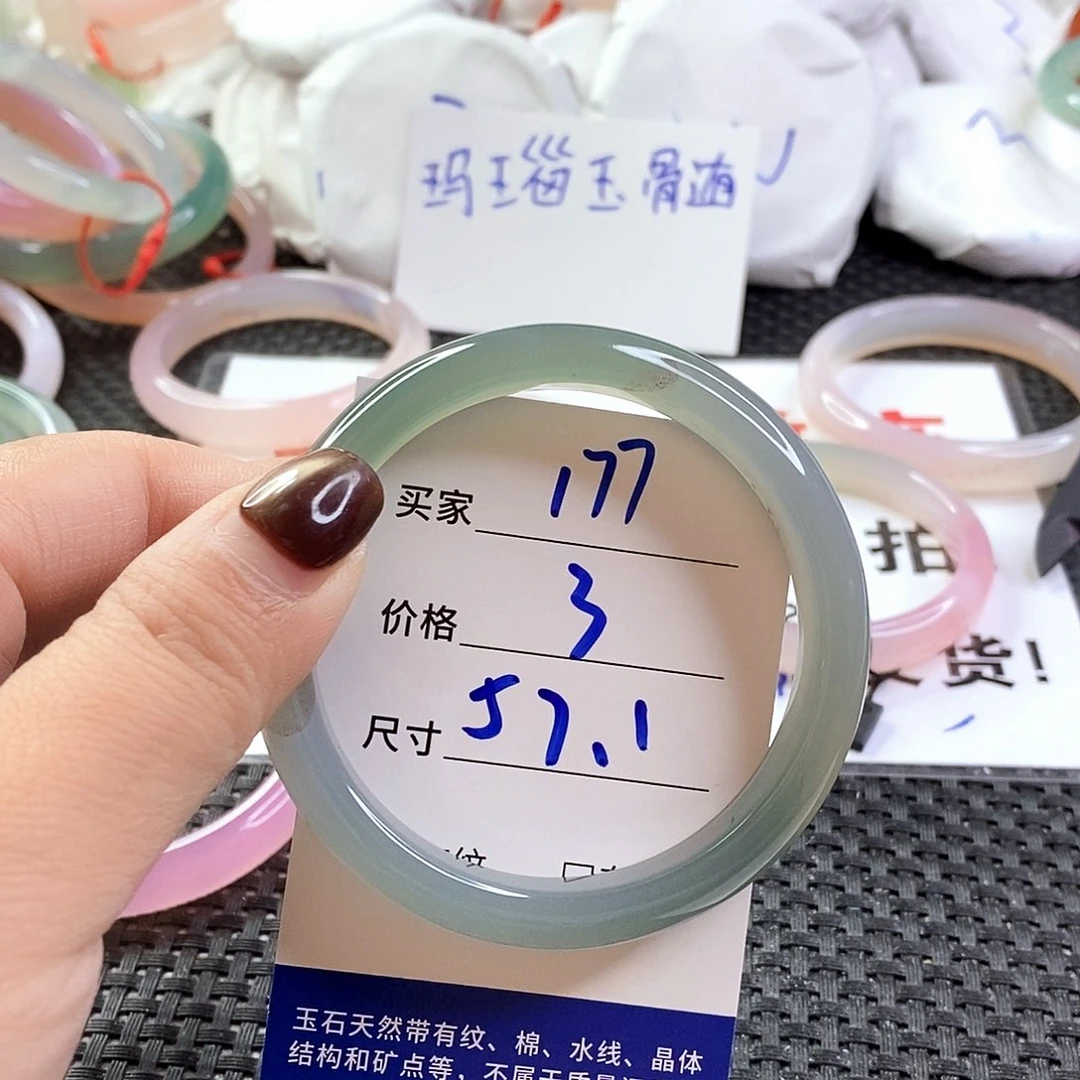 玛瑙玉骨髓
买家 177
价格 3
尺寸 57.1
拍
货!
玉石天然带有纹、棉、水线、晶体
结构和矿点等,不属于质量